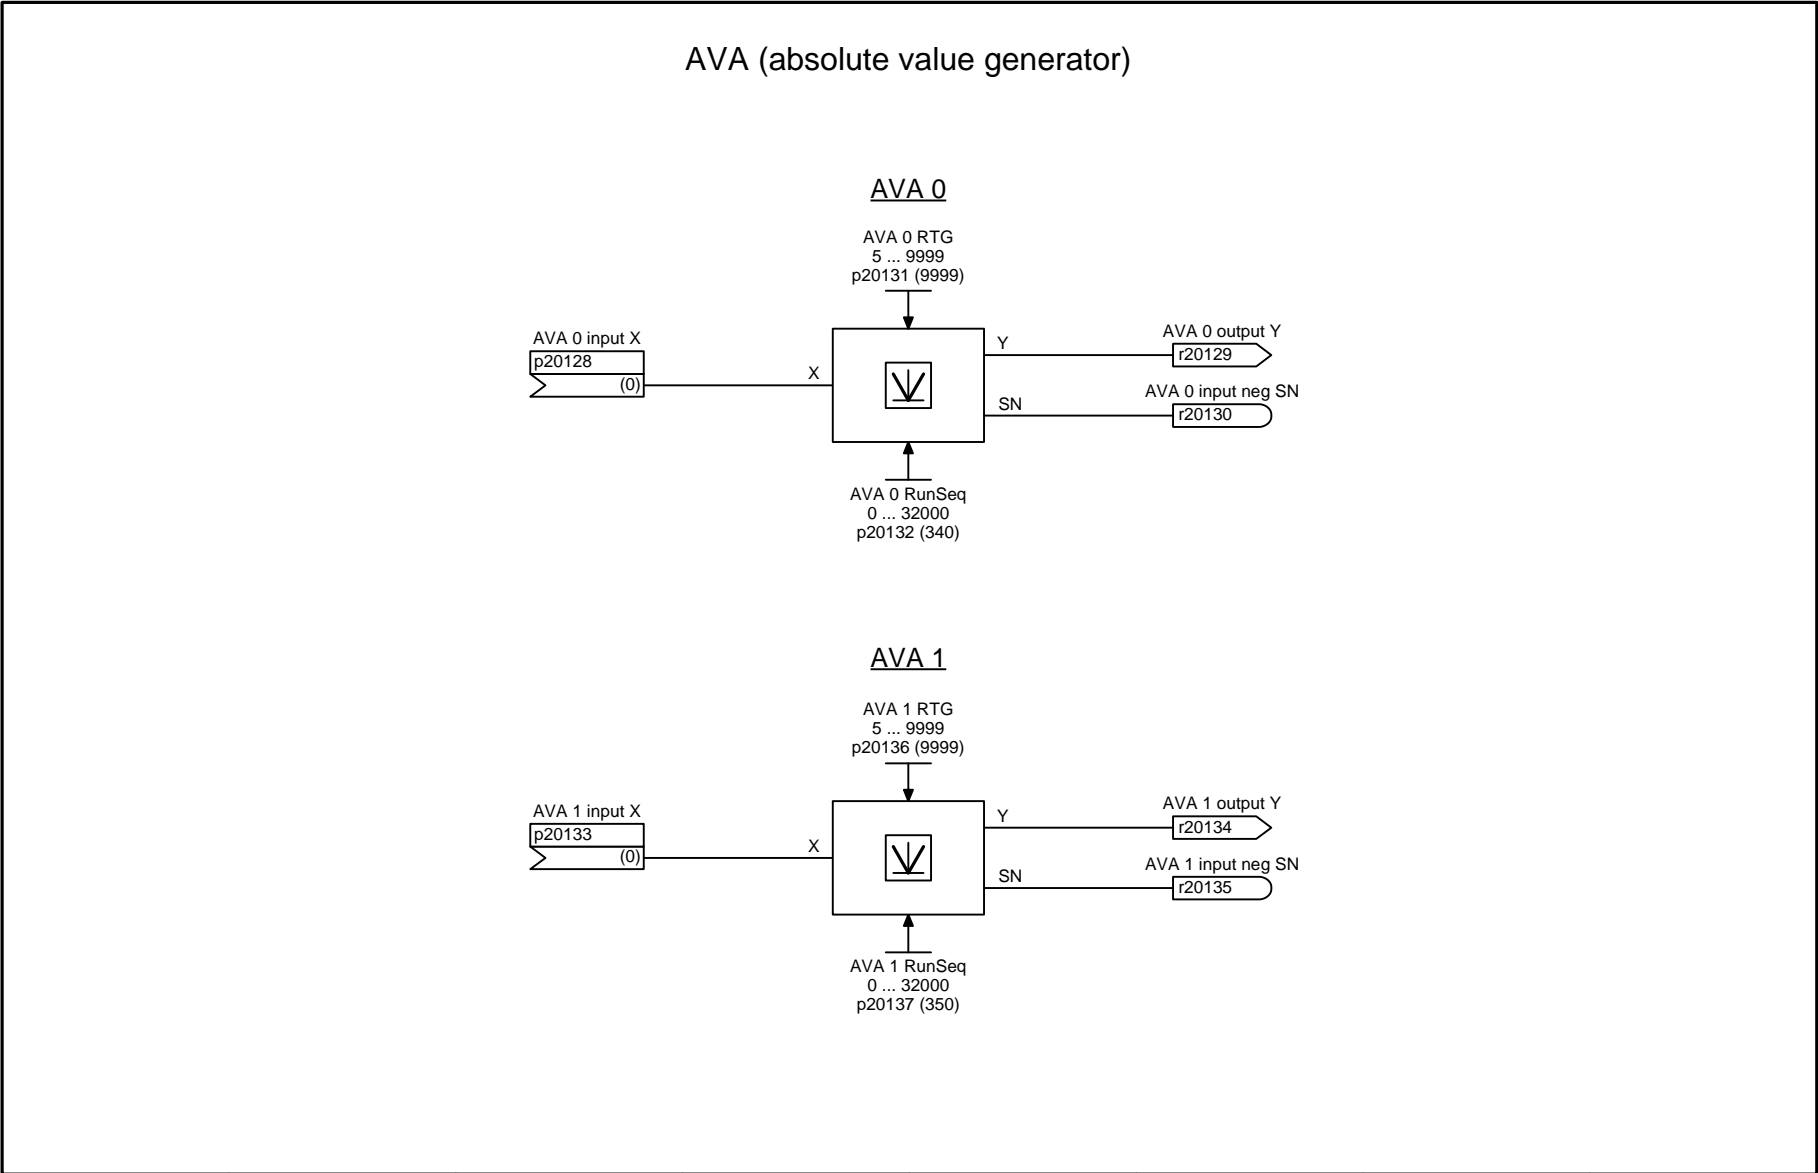 AVA (absolute value generator)
AVA 0
AVA 0 RTG
5 ... 9999
p20131 (9999)
AVA 0 input X
p20128
(0)
X
Y
SN
AVA 0 output Y
r20129
AVA 0 input neg SN
r20130
AVA 0 RunSeq
0 ... 32000
p20132 (340)
AVA 1
AVA 1 RTG
5 ... 9999
p20136 (9999)
AVA 1 input X
p20133
(0)
X
Y
SN
AVA 1 output Y
r20134
AVA 1 input neg SN
r20135
AVA 1 RunSeq
0 ... 32000
p20137 (350)